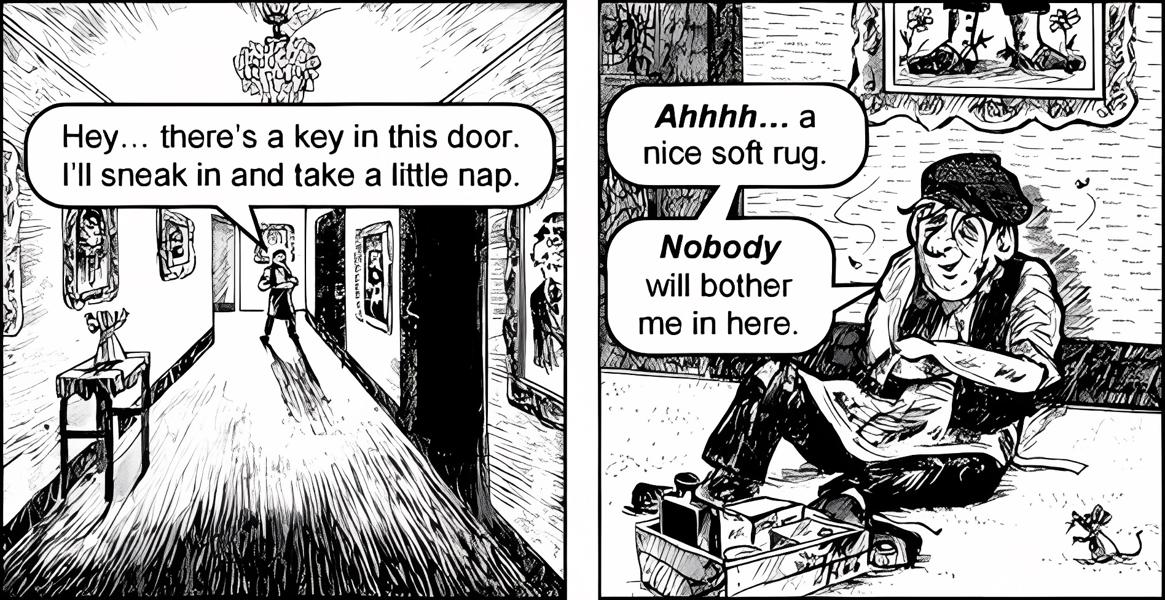 Hey... there's a key in this door.
I'll sneak in and take a little nap.
Ahhhh... a
nice soft rug.
Nobody
will bother
me in here.